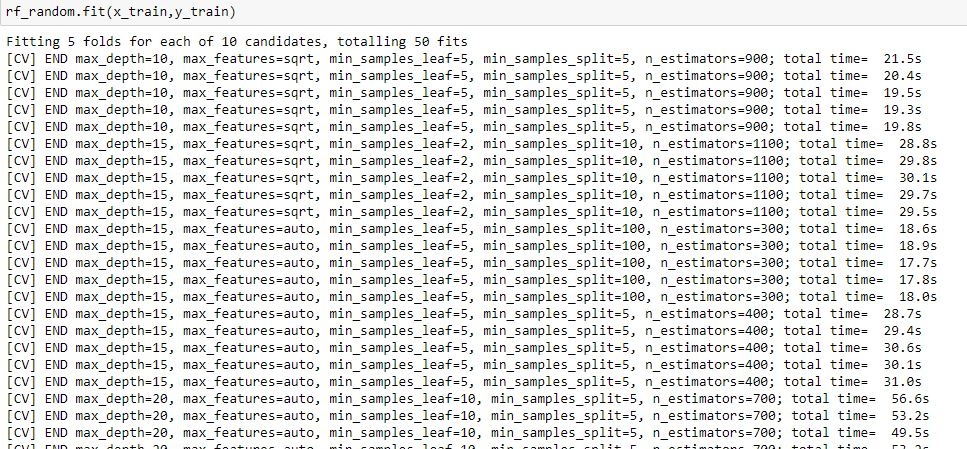 rf_random.fit(x_train,y_train)
Fitting 5 folds for each of 10 candidates, totalling 50 fits
[CV] END max_depth=10, max_features=sqrt, min_samples_leaf=5, min_samples_split=5, n_estimators=900; total time=  21.5s
[CV] END max_depth=10, max_features=sqrt, min_samples_leaf=5, min_samples_split=5, n_estimators=900; total time=  20.4s
[CV] END max_depth=10, max_features=sqrt, min_samples_leaf=5, min_samples_split=5, n_estimators=900; total time=  19.5s
[CV] END max_depth=10, max_features=sqrt, min_samples_leaf=5, min_samples_split=5, n_estimators=900; total time=  19.3s
[CV] END max_depth=10, max_features=sqrt, min_samples_leaf=5, min_samples_split=5, n_estimators=900; total time=  19.8s
[CV] END max_depth=15, max_features=sqrt, min_samples_leaf=2, min_samples_split=10, n_estimators=1100; total time=  28.8s
[CV] END max_depth=15, max_features=sqrt, min_samples_leaf=2, min_samples_split=10, n_estimators=1100; total time=  29.8s
[CV] END max_depth=15, max_features=sqrt, min_samples_leaf=2, min_samples_split=10, n_estimators=1100; total time=  30.1s
[CV] END max_depth=15, max_features=sqrt, min_samples_leaf=2, min_samples_split=10, n_estimators=1100; total time=  29.7s
[CV] END max_depth=15, max_features=sqrt, min_samples_leaf=2, min_samples_split=10, n_estimators=1100; total time=  29.5s
[CV] END max_depth=15, max_features=auto, min_samples_leaf=5, min_samples_split=100, n_estimators=300; total time=  18.6s
[CV] END max_depth=15, max_features=auto, min_samples_leaf=5, min_samples_split=100, n_estimators=300; total time=  18.9s
[CV] END max_depth=15, max_features=auto, min_samples_leaf=5, min_samples_split=100, n_estimators=300; total time=  17.7s
[CV] END max_depth=15, max_features=auto, min_samples_leaf=5, min_samples_split=100, n_estimators=300; total time=  17.8s
[CV] END max_depth=15, max_features=auto, min_samples_leaf=5, min_samples_split=100, n_estimators=300; total time=  18.0s
[CV] END max_depth=15, max_features=auto, min_samples_leaf=5, min_samples_split=5, n_estimators=400; total time=  28.7s
[CV] END max_depth=15, max_features=auto, min_samples_leaf=5, min_samples_split=5, n_estimators=400; total time=  29.4s
[CV] END max_depth=15, max_features=auto, min_samples_leaf=5, min_samples_split=5, n_estimators=400; total time=  30.6s
[CV] END max_depth=15, max_features=auto, min_samples_leaf=5, min_samples_split=5, n_estimators=400; total time=  30.1s
[CV] END max_depth=15, max_features=auto, min_samples_leaf=5, min_samples_split=5, n_estimators=400; total time=  31.0s
[CV] END max_depth=20, max_features=auto, min_samples_leaf=10, min_samples_split=5, n_estimators=700; total time=  56.6s
[CV] END max_depth=20, max_features=auto, min_samples_leaf=10, min_samples_split=5, n_estimators=700; total time=  53.2s
[CV] END max_depth=20, max_features=auto, min_samples_leaf=10, min_samples_split=5, n_estimators=700; total time=  49.5s